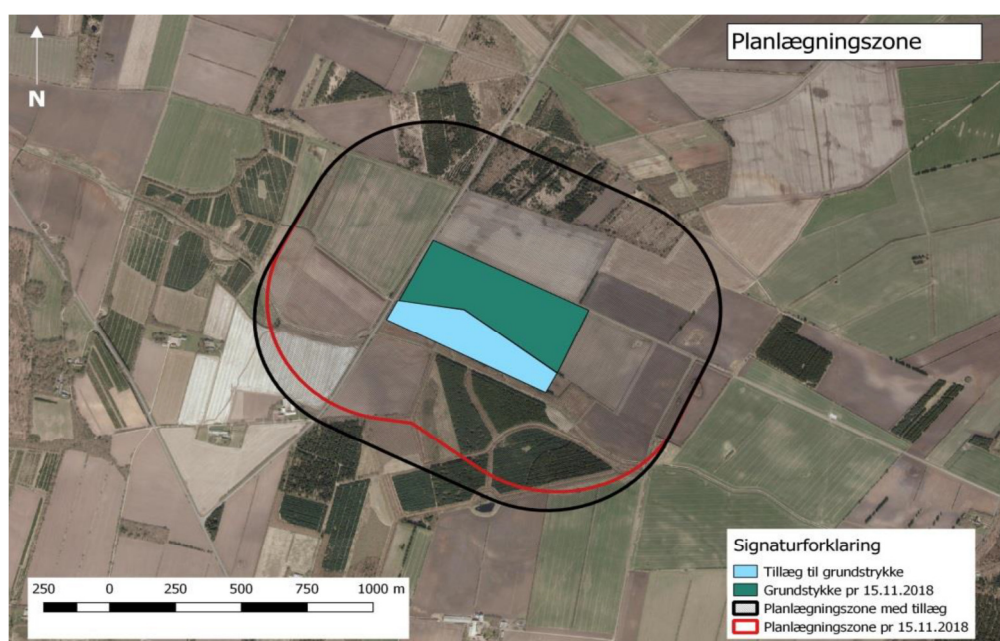 Planlægningszone
N
Signaturforklaring
Tillæg til grundstrykke
Grundstykke pr 15.11.2018
Planlægningszone med tillæg
Planlægningszone pr 15.11.2018
250 0 250 500 750 1000 m